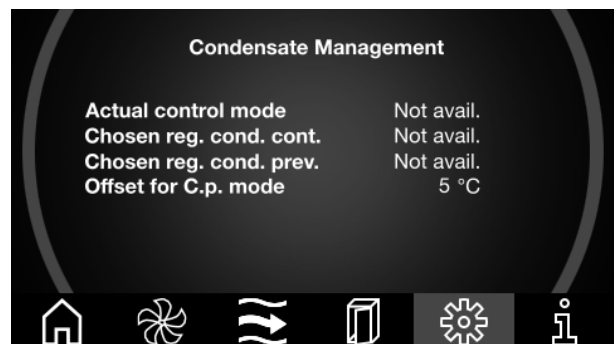 Condensate Management
Actual control mode Not avail.
Chosen reg. cond. cont. Not avail.
Chosen reg. cond. prev. Not avail.
Offset for C.p. mode 5 °C